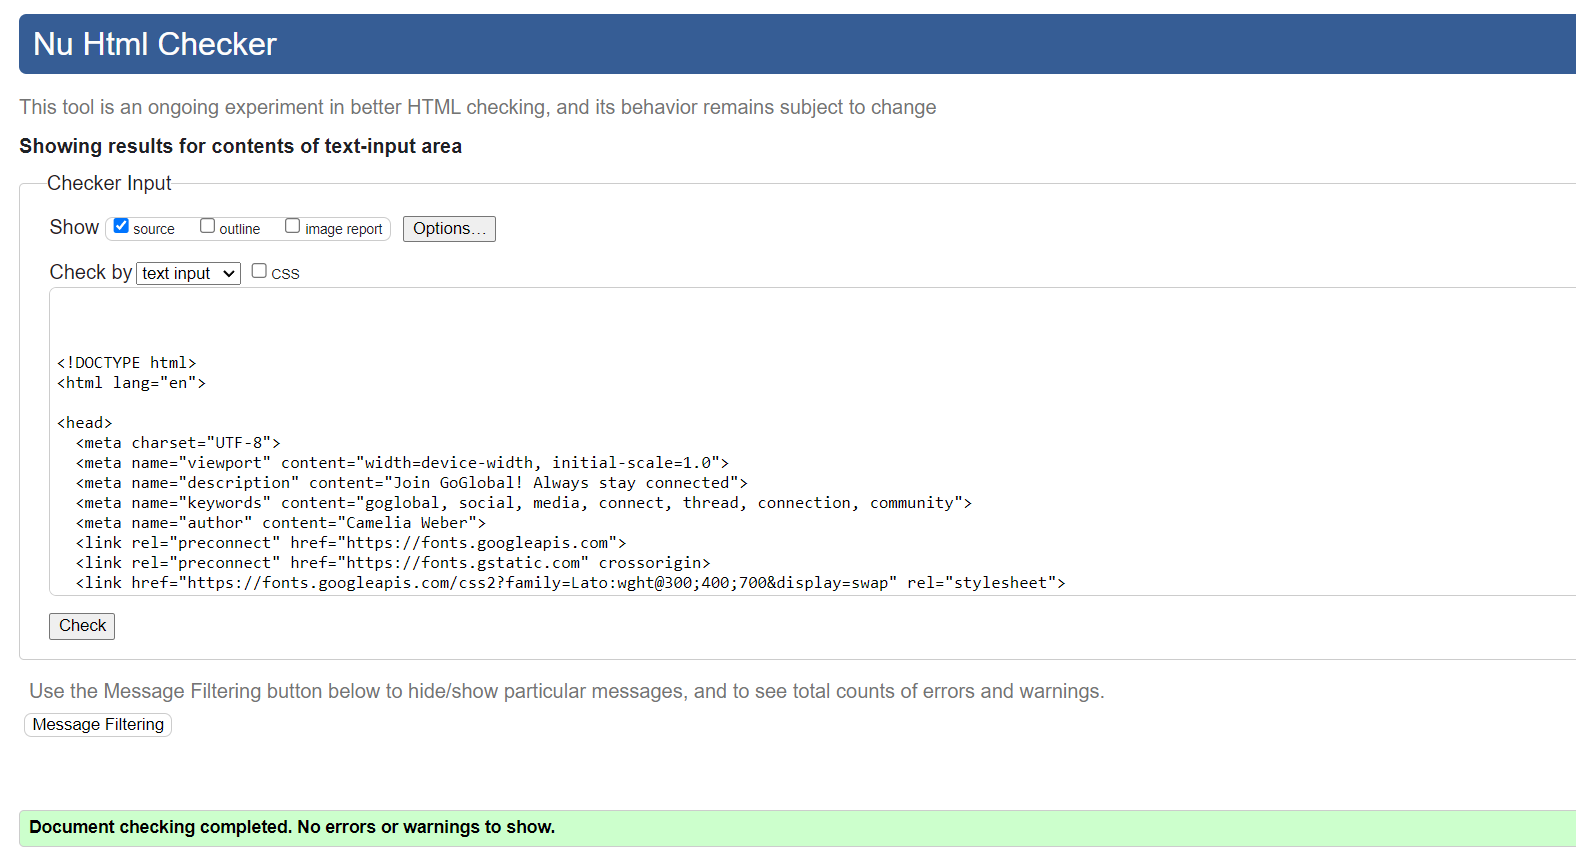 Nu Html Checker
This tool is an ongoing experiment in better HTML checking, and its behavior remains subject to change
Showing results for contents of text-input area
Checker Input
Show source outline image report Options...
Check by text input CSS
<!DOCTYPE html>
<html lang="en">
<head>
<meta charset="UTF-8">
<meta name="viewport" content="width=device-width, initial-scale=1.0">
<meta name="description" content="Join GoGlobal! Always stay connected">
<meta name="keywords" content="goglobal, social, media, connect, thread, connection, community">
<meta name="author" content="Camelia Weber">
<link rel="preconnect" href="https://fonts.googleapis.com">
<link rel="preconnect" href="https://fonts.gstatic.com" crossorigin>
<link href="https://fonts.googleapis.com/css2?family=Lato:wght@300;400;700&display=swap" rel="stylesheet">
Check
Use the Message Filtering button below to hide/show particular messages, and to see total counts of errors and warnings.
Message Filtering
Document checking completed. No errors or warnings to show.